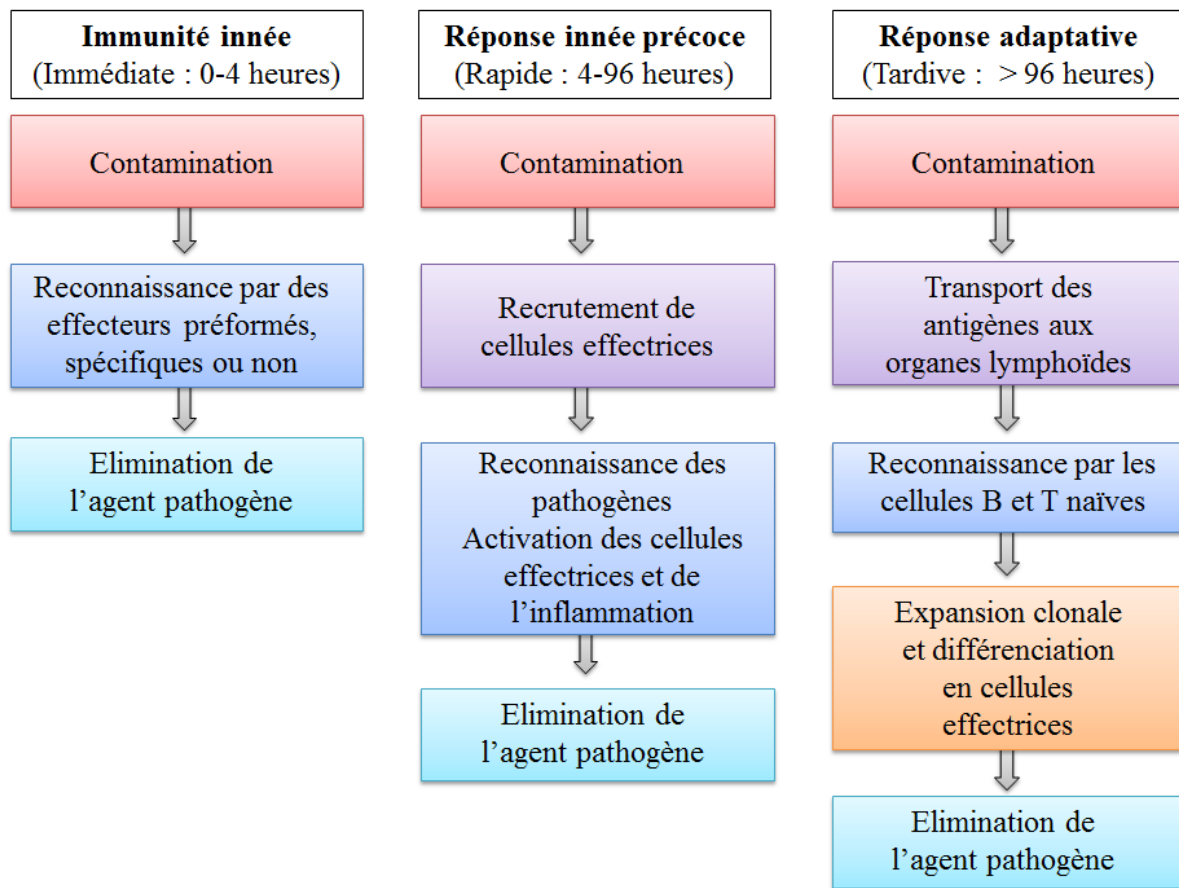 Immunité innée
(Immédiate : 0-4 heures)
Contamination
Reconnaissance par des
effecteurs préformés,
spécifiques ou non
Elimination de
l’agent pathogène
Réponse innée précoce
(Rapide : 4-96 heures)
Contamination
Recrutement de
cellules effectrices
Reconnaissance des
pathogènes
Activation des cellules
effectrices et de
l’inflammation
Elimination de
l’agent pathogène
Réponse adaptative
(Tardive : > 96 heures)
Contamination
Transport des
antigènes aux
organes lymphoïdes
Reconnaissance par les
cellules B et T naïves
Expansion clonale
et différenciation
en cellules
effectrices
Elimination de
l’agent pathogène